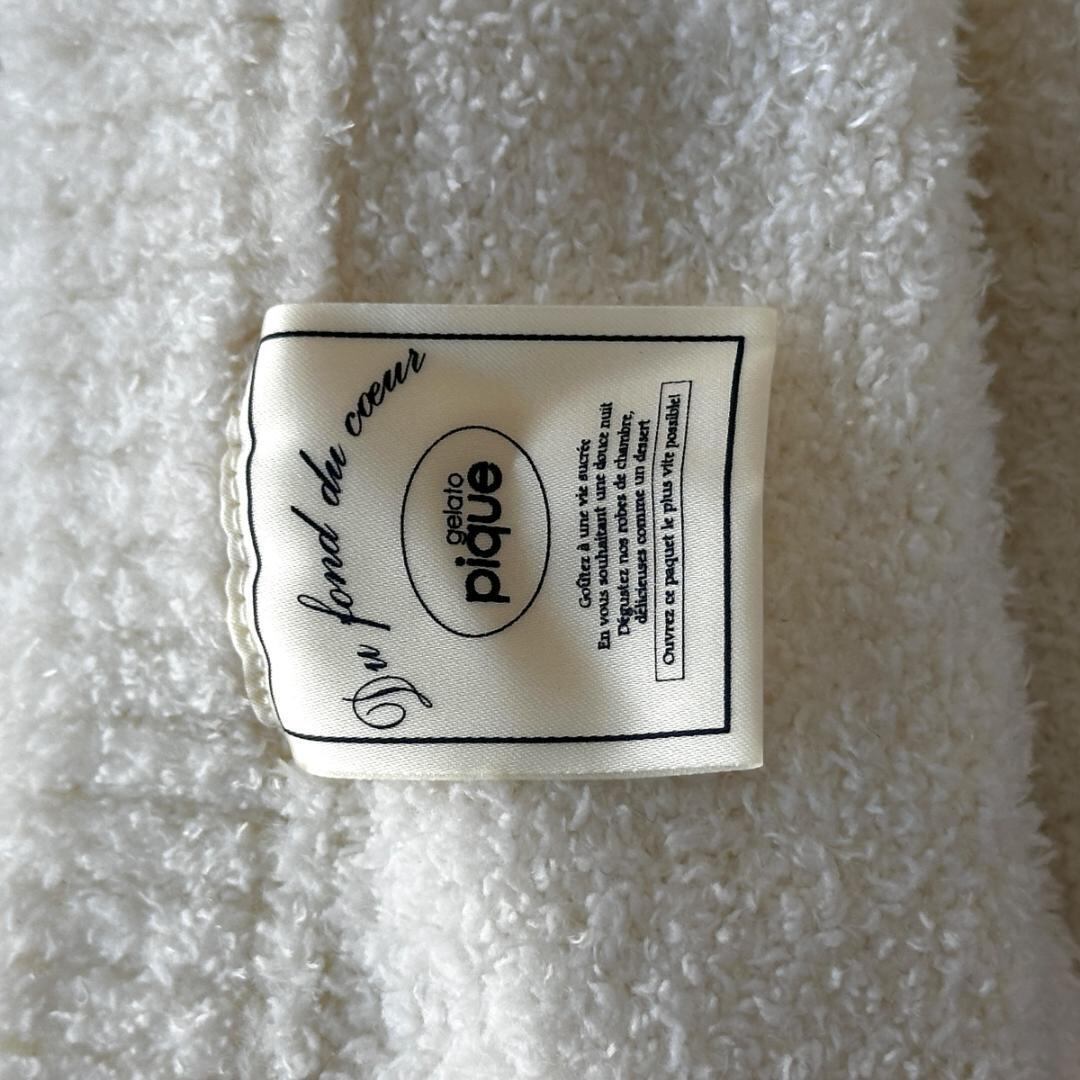 Du fond du cœur
gelato
pique
Goûtez à une vie sucrée
En vous souhaitant une douce nuit
Dégustez nos robes de chambre,
délicieuses comme un dessert
Ouvrez ce paquet le plus vite possible!